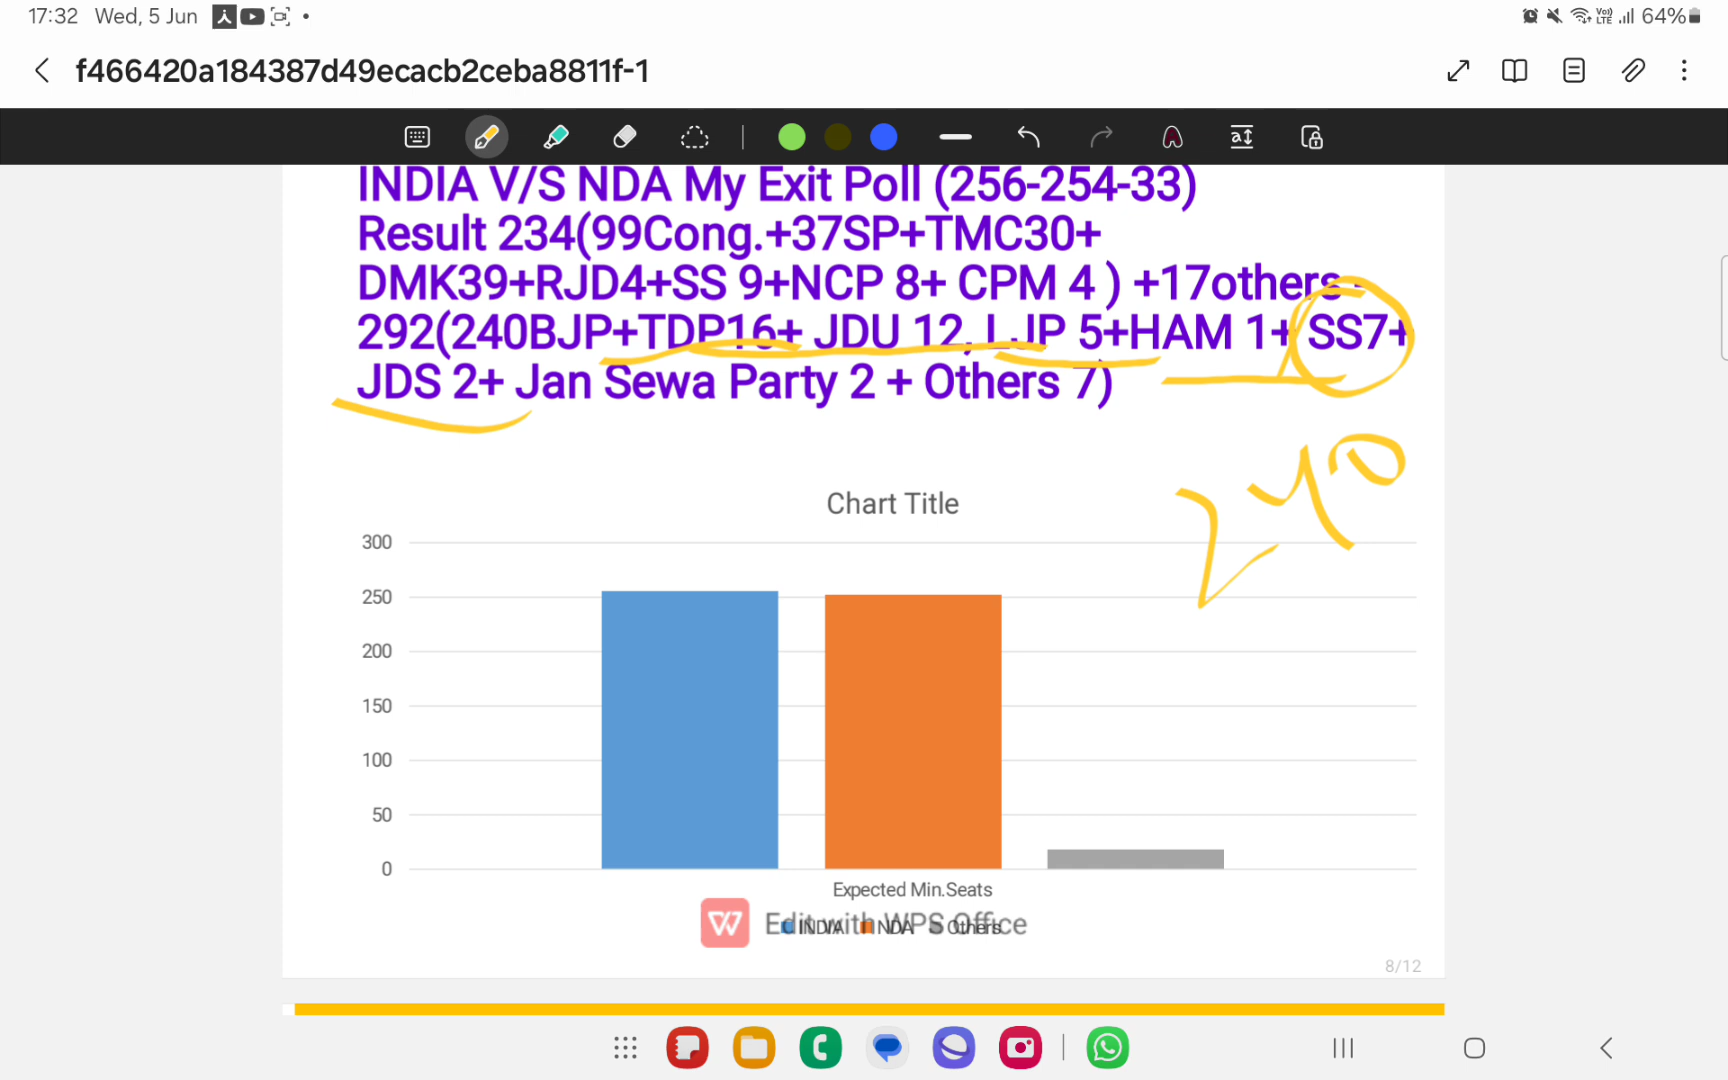 17:32 Wed, 5 Jun 64%
f466420a184387d49ecacb2ceba8811f-1
INDIA V/S NDA My Exit Poll (256-254-33)
Result 234(99Cong.+37SP+TMC30+
DMK39+RJD4+SS 9+NCP 8+ CPM 4 ) +17others -
292(240BJP+TDP16+ JDU 12, LJP 5+HAM 1+ SS7+
JDS 2+ Jan Sewa Party 2 + Others 7)
240
Chart Title
300
250
200
150
100
50
0
Expected Min.Seats
Edit with WPS Office
INDIA NDA Others
8/12